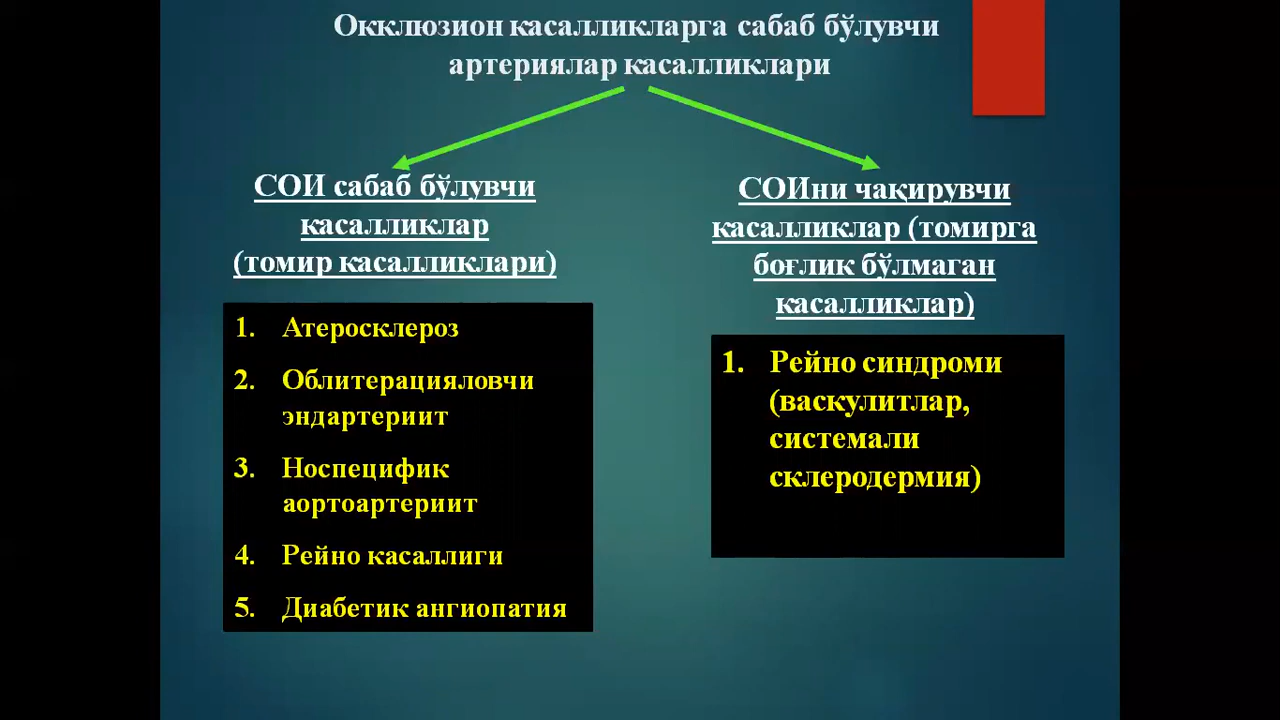 Окклюзион касалликларга сабаб бўлувчи
артериялар касалликлари
СОИ сабаб бўлувчи
касалликлар
(томир касалликлари)
1. Атеросклероз
2. Облитерацияловчи
эндартериит
3. Носпецифик
аортоартериит
4. Рейно касаллиги
5. Диабетик ангиопатия
СОИни чақирувчи
касалликлар (томирга
боғлик бўлмаган
касалликлар)
1. Рейно синдроми
(васкулитлар,
системали
склеродермия)